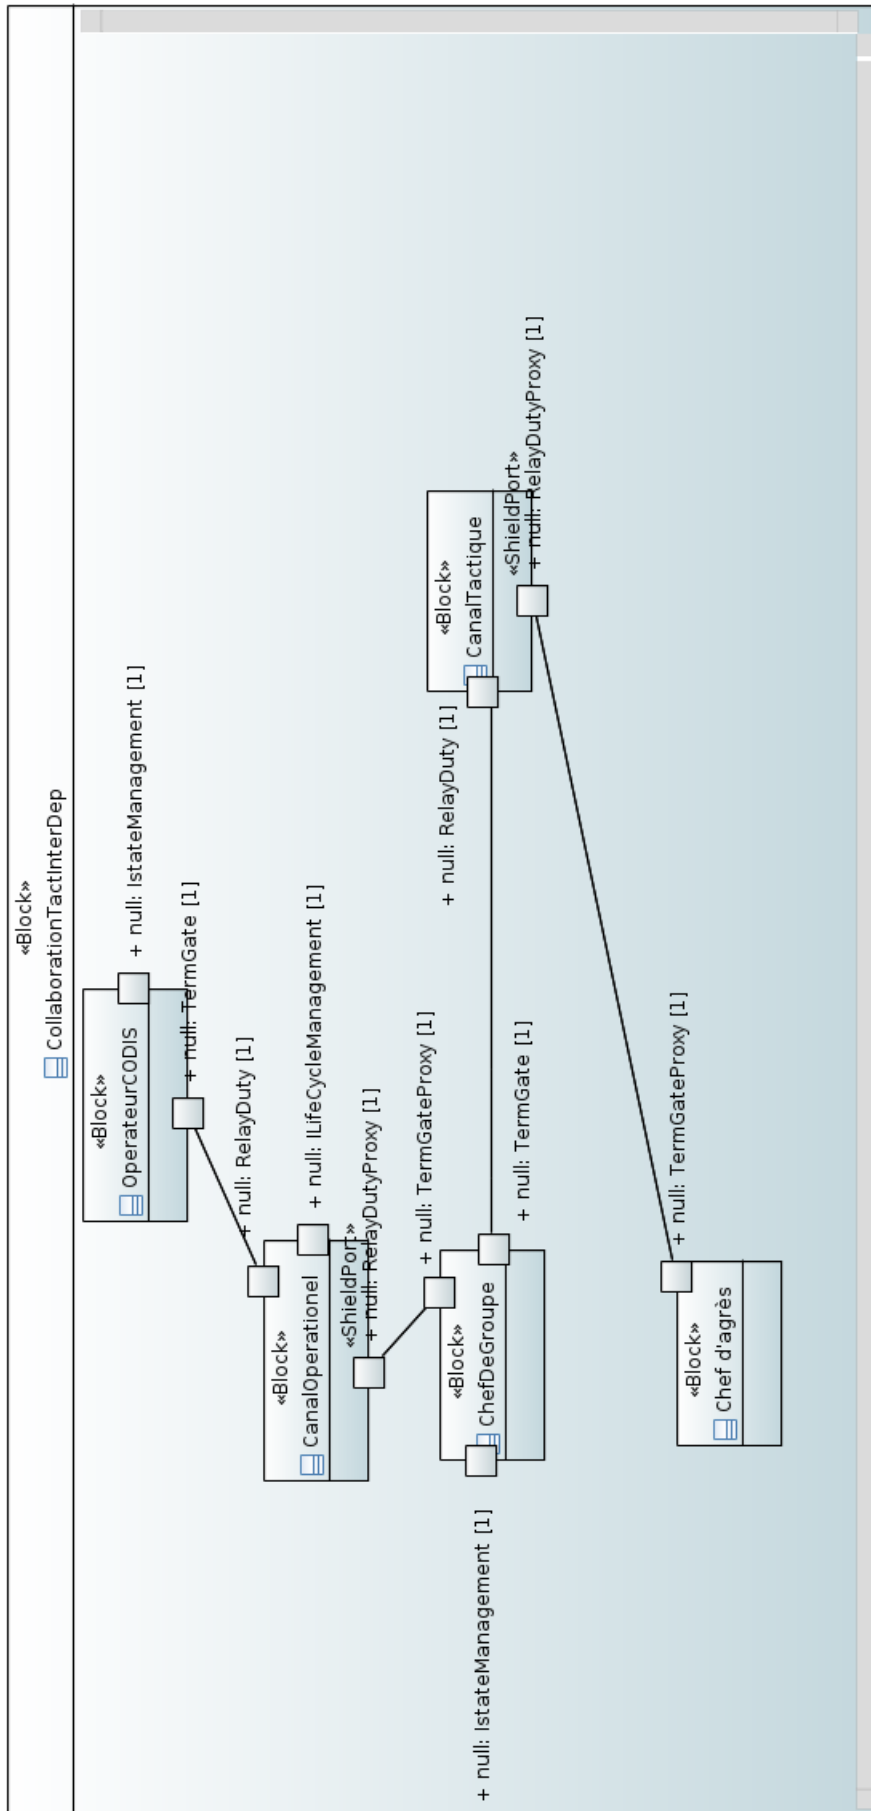 «Block»
CollaborationTactInterDep
«Block»
OperateurCODIS
+ null: IstateManagement [1]
+ null: TermGate [1]
+ null: RelayDuty [1]
«Block»
CanalOperationel
+ null: ILifeCycleManagement [1]
«ShieldPort»
+ null: RelayDutyProxy [1]
+ null: TermGateProxy [1]
«Block»
ChefDeGroupe
+ null: IstateManagement [1]
+ null: TermGate [1]
+ null: RelayDuty [1]
«Block»
CanalTactique
«ShieldPort»
+ null: RelayDutyProxy [1]
+ null: TermGateProxy [1]
«Block»
Chef d'agrès